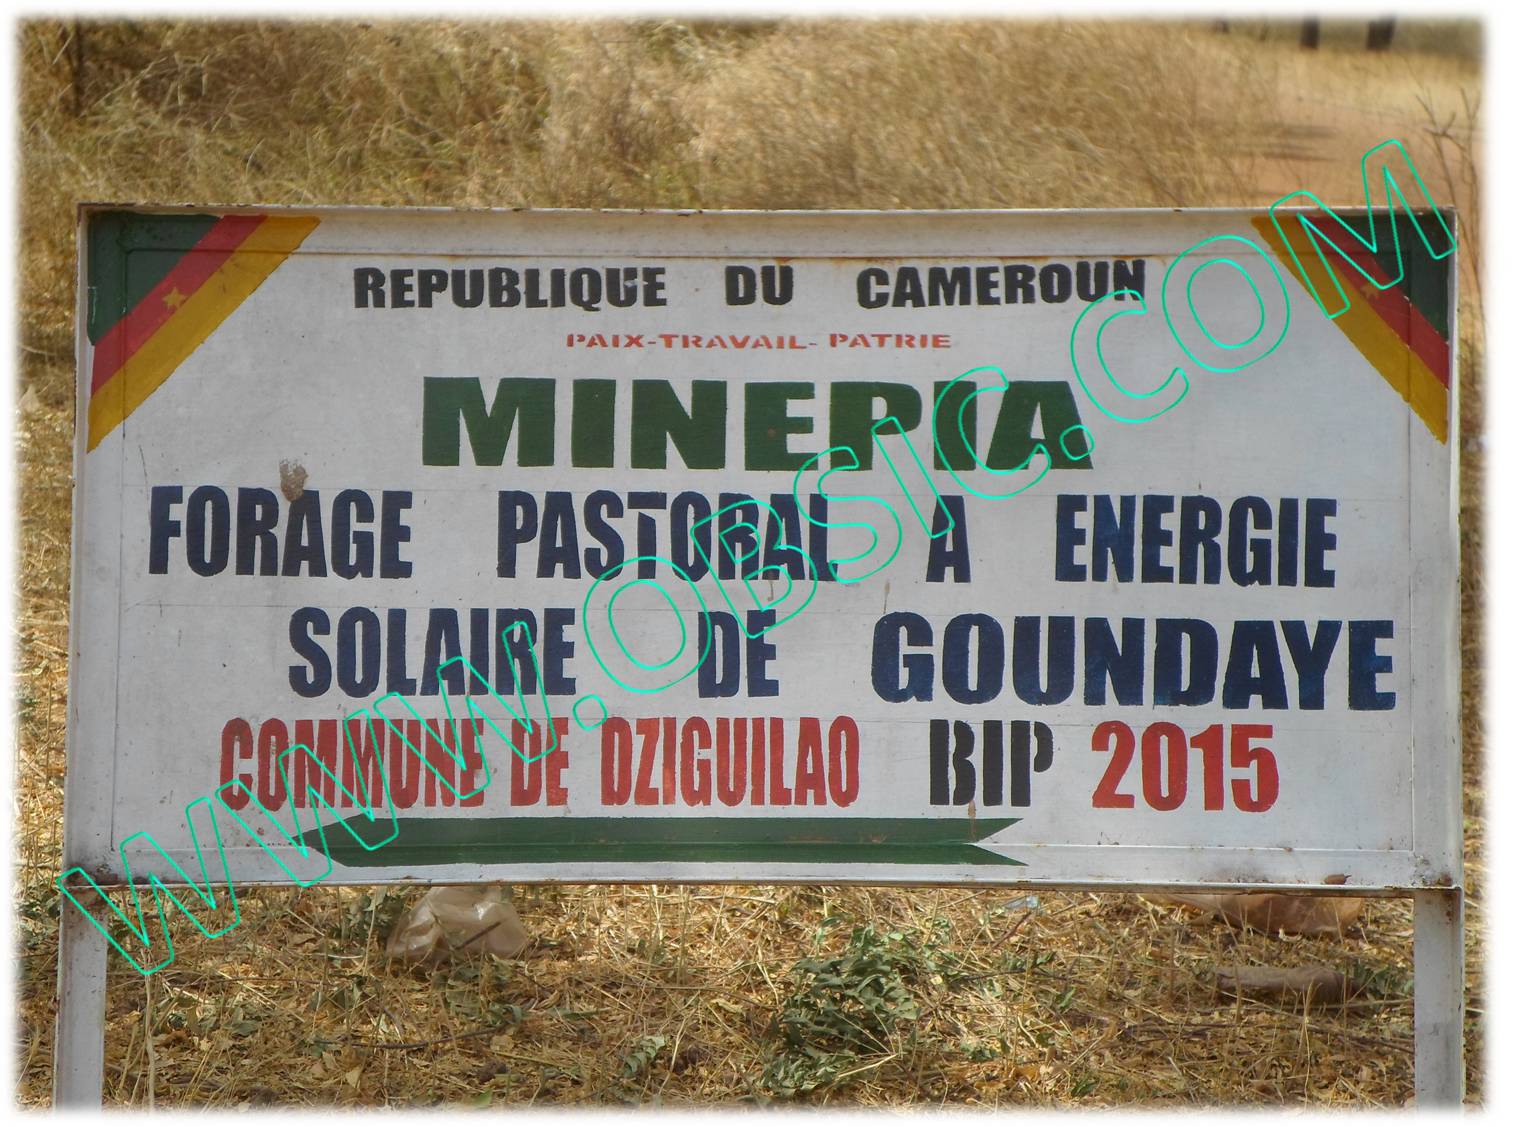 REPUBLIQUE DU CAMEROUN
PAIX-TRAVAIL-PATRIE
MINEPIA
FORAGE PASTORAL A ENERGIE
SOLAIRE DE GOUNDAYE
COMMUNE DE DZIGUILAO BIP 2015
WWW.OBSIC.COM